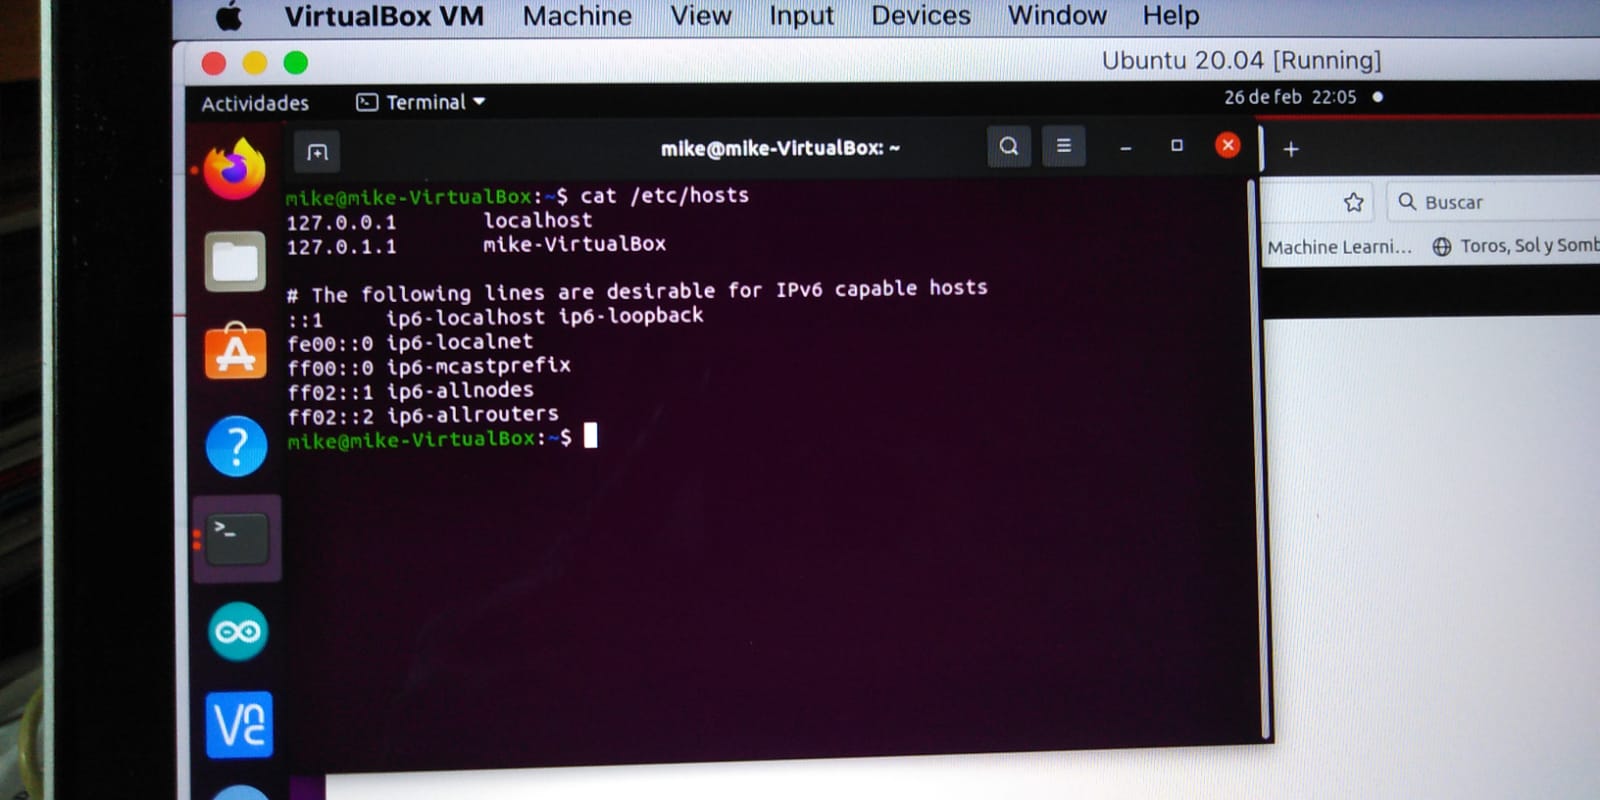 VirtualBox VM Machine View Input Devices Window Help
Ubuntu 20.04 [Running]
Actividades Terminal 26 de feb 22:05
mike@mike-VirtualBox: ~
mike@mike-VirtualBox:~$ cat /etc/hosts
127.0.0.1 localhost
127.0.1.1 mike-VirtualBox
# The following lines are desirable for IPv6 capable hosts
::1 ip6-localhost ip6-loopback
fe00::0 ip6-localnet
ff00::0 ip6-mcastprefix
ff02::1 ip6-allnodes
ff02::2 ip6-allrouters
mike@mike-VirtualBox:~$
Buscar
Machine Learni... Toros, Sol y Somb
VNC